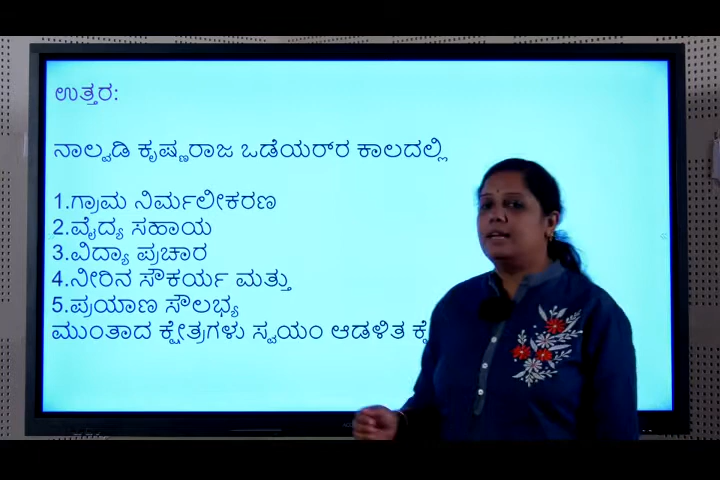 ಉತ್ತರ:
ನಾಲ್ವಡಿ ಕೃಷ್ಣರಾಜ ಒಡೆಯರ್‌ರ ಕಾಲದಲ್ಲಿ
1.ಗ್ರಾಮ ನಿರ್ಮಲೀಕರಣ
2.ವೈದ್ಯ ಸಹಾಯ
3.ವಿದ್ಯಾ ಪ್ರಚಾರ
4.ನೀರಿನ ಸೌಕರ್ಯ ಮತ್ತು
5.ಪ್ರಯಾಣ ಸೌಲಭ್ಯ
ಮುಂತಾದ ಕ್ಷೇತ್ರಗಳು ಸ್ವಯಂ ಆಡಳಿತ